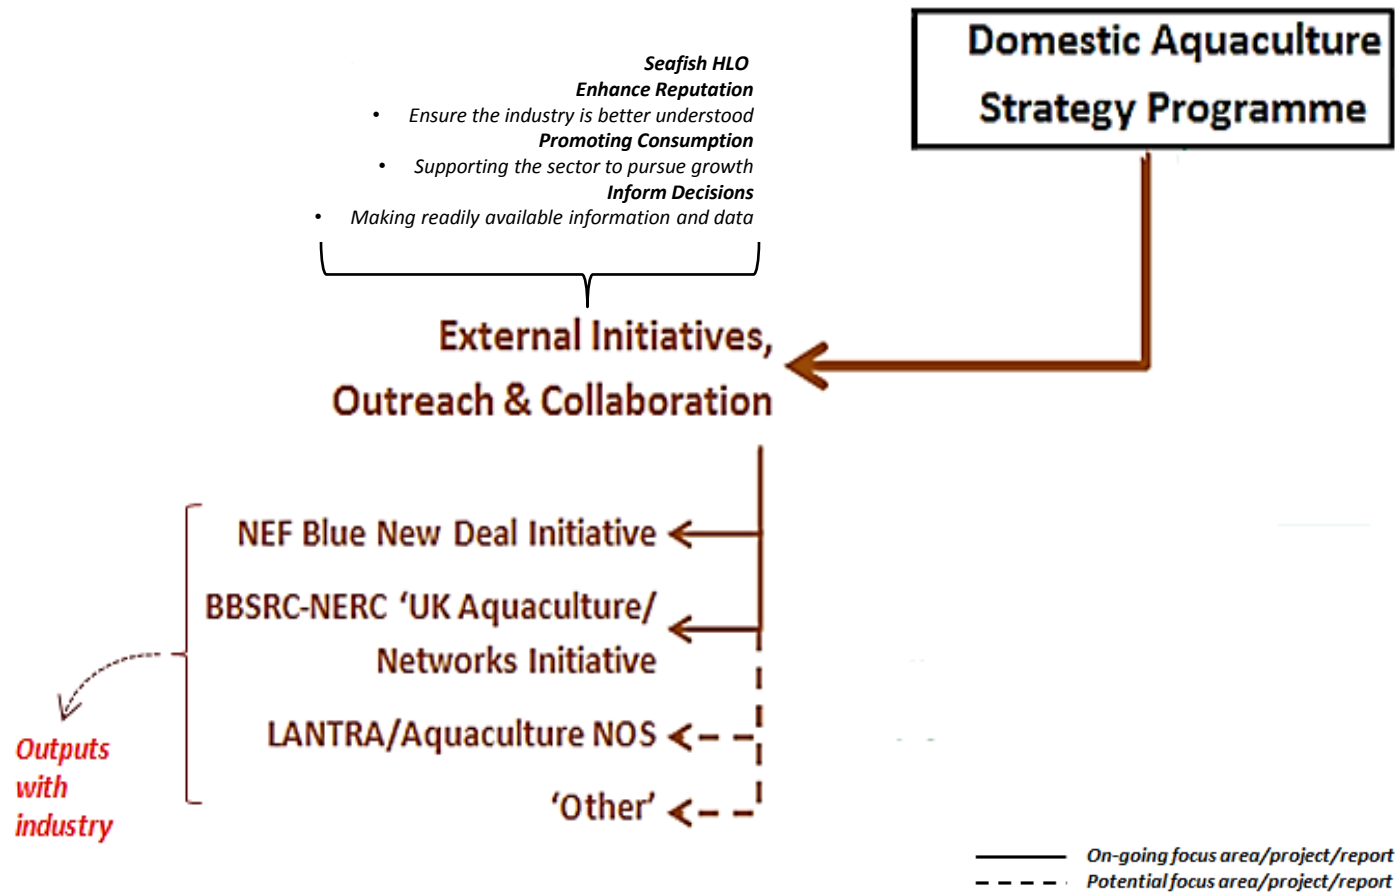 Domestic Aquaculture
Strategy Programme
Seafish HLO
Enhance Reputation
• Ensure the industry is better understood
Promoting Consumption
• Supporting the sector to pursue growth
Inform Decisions
• Making readily available information and data
External Initiatives,
Outreach & Collaboration
NEF Blue New Deal Initiative
BBSRC-NERC ‘UK Aquaculture/
Networks Initiative
LANTRA/Aquaculture NOS
‘Other’
Outputs
with
industry
On-going focus area/project/report
Potential focus area/project/report